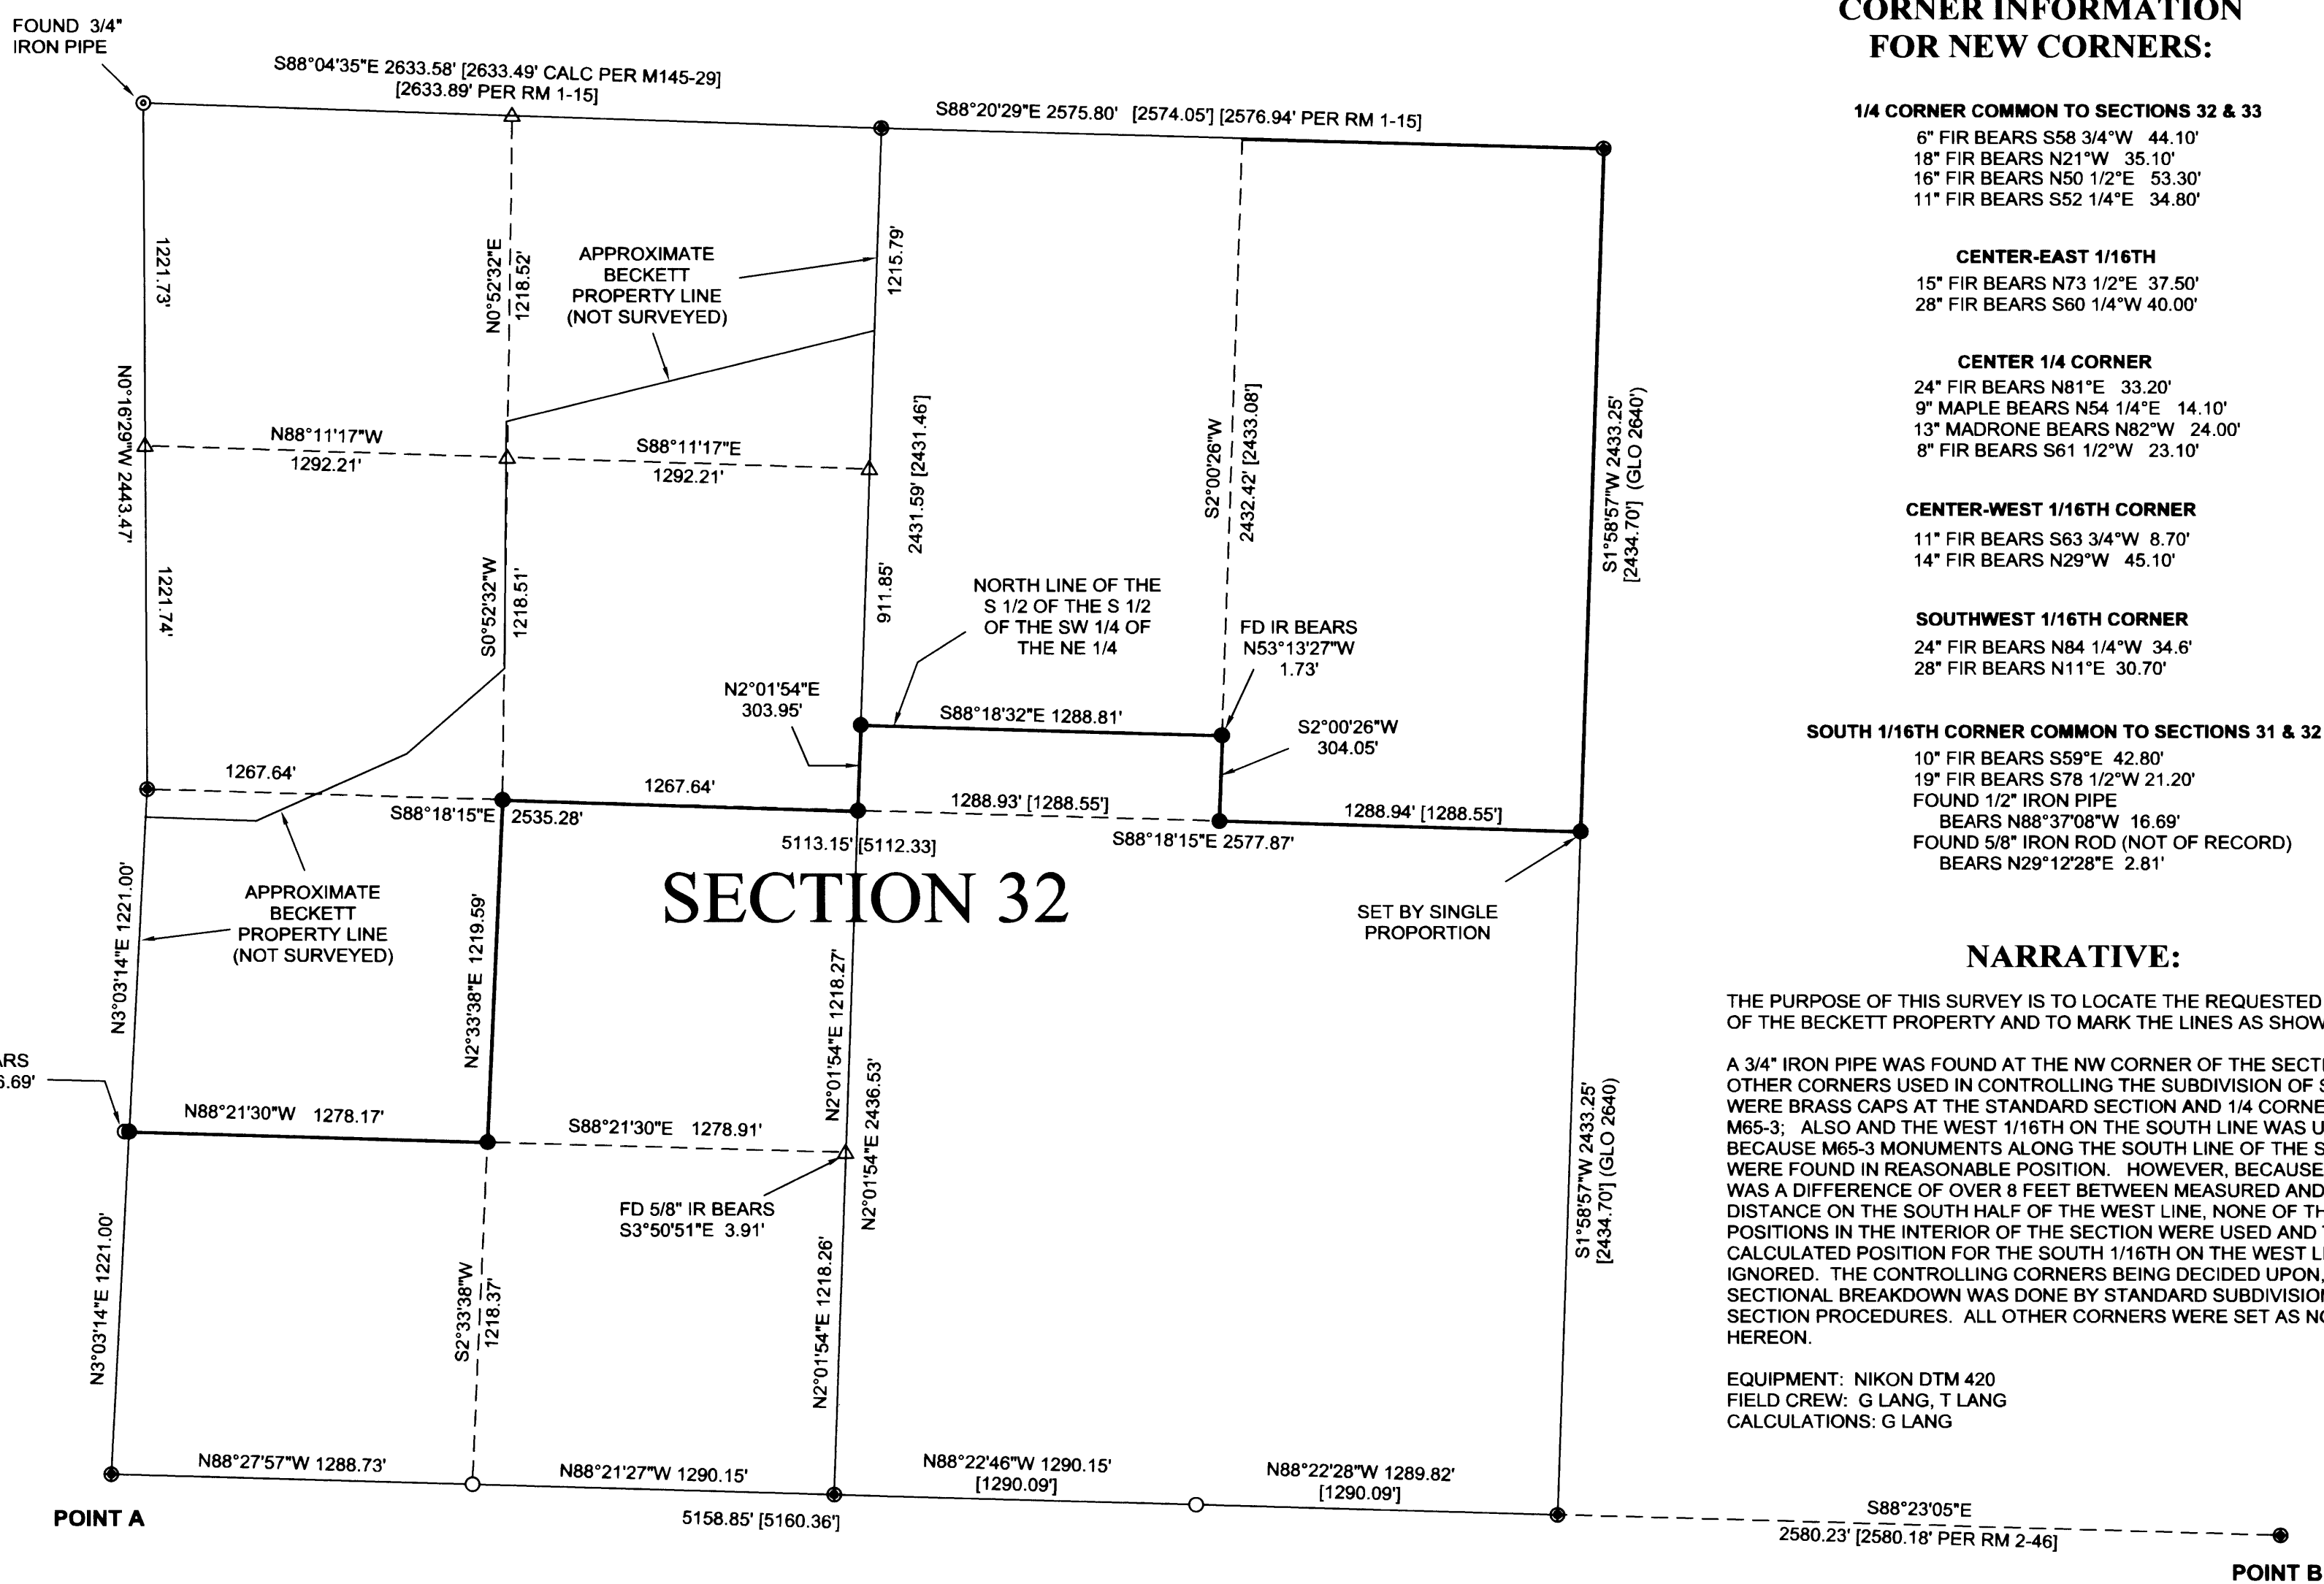 FOUND 3/4"
IRON PIPE
S88°04'35"E 2633.58' [2633.49' CALC PER M145-29]
[2633.89' PER RM 1-15]
S88°20'29"E 2575.80' [2574.05'] [2576.94' PER RM 1-15]
1221.73'
N0°16'29"W 2443.47'
1221.74'
N0°52'32"E
1218.52'
APPROXIMATE
BECKETT
PROPERTY LINE
(NOT SURVEYED)
1215.79'
2431.59' [2431.46']
911.85'
N88°11'17"W
1292.21'
S88°11'17"E
1292.21'
S0°52'32"W
1218.51'
S2°00'26"W
2432.42' [2433.08']
S1°58'57"W 2433.25'
[2434.70'] (GLO 2640')
NORTH LINE OF THE
S 1/2 OF THE S 1/2
OF THE SW 1/4 OF
THE NE 1/4
FD IR BEARS
N53°13'27"W
1.73'
N2°01'54"E
303.95'
S88°18'32"E 1288.81'
S2°00'26"W
304.05'
1267.64'
1267.64'
S88°18'15"E 2535.28'
1288.93' [1288.55']
1288.94' [1288.55']
5113.15' [5112.33]
S88°18'15"E 2577.87'
SECTION 32
APPROXIMATE
BECKETT
PROPERTY LINE
(NOT SURVEYED)
SET BY SINGLE
PROPORTION
N3°03'14"E 1221.00'
N2°33'38"E 1219.59'
N2°01'54"E 1218.27'
N2°01'54"E 2436.53'
N88°21'30"W 1278.17'
S88°21'30"E 1278.91'
FD 5/8" IR BEARS
S3°50'51"E 3.91'
N3°03'14"E 1221.00'
S2°33'38"W
1218.37'
N2°01'54"E 1218.26'
S1°58'57"W 2433.25'
[2434.70'] (GLO 2640)
N88°27'57"W 1288.73'
N88°21'27"W 1290.15'
N88°22'46"W 1290.15'
[1290.09']
N88°22'28"W 1289.82'
[1290.09']
5158.85' [5160.36']
POINT A
S88°23'05"E
2580.23' [2580.18' PER RM 2-46]
POINT B
CORNER INFORMATION
FOR NEW CORNERS:
1/4 CORNER COMMON TO SECTIONS 32 & 33
6" FIR BEARS S58 3/4°W 44.10'
18" FIR BEARS N21°W 35.10'
16" FIR BEARS N50 1/2°E 53.30'
11" FIR BEARS S52 1/4°E 34.80'
CENTER-EAST 1/16TH
15" FIR BEARS N73 1/2°E 37.50'
28" FIR BEARS S60 1/4°W 40.00'
CENTER 1/4 CORNER
24" FIR BEARS N81°E 33.20'
9" MAPLE BEARS N54 1/4°E 14.10'
13" MADRONE BEARS N82°W 24.00'
8" FIR BEARS S61 1/2°W 23.10'
CENTER-WEST 1/16TH CORNER
11" FIR BEARS S63 3/4°W 8.70'
14" FIR BEARS N29°W 45.10'
SOUTHWEST 1/16TH CORNER
24" FIR BEARS N84 1/4°W 34.6'
28" FIR BEARS N11°E 30.70'
SOUTH 1/16TH CORNER COMMON TO SECTIONS 31 & 32
10" FIR BEARS S59°E 42.80'
19" FIR BEARS S78 1/2°W 21.20'
FOUND 1/2" IRON PIPE
BEARS N88°37'08"W 16.69'
FOUND 5/8" IRON ROD (NOT OF RECORD)
BEARS N29°12'28"E 2.81'
NARRATIVE:
THE PURPOSE OF THIS SURVEY IS TO LOCATE THE REQUESTED
OF THE BECKETT PROPERTY AND TO MARK THE LINES AS SHOW
A 3/4" IRON PIPE WAS FOUND AT THE NW CORNER OF THE SECT
OTHER CORNERS USED IN CONTROLLING THE SUBDIVISION OF
WERE BRASS CAPS AT THE STANDARD SECTION AND 1/4 CORNE
M65-3; ALSO AND THE WEST 1/16TH ON THE SOUTH LINE WAS U
BECAUSE M65-3 MONUMENTS ALONG THE SOUTH LINE OF THE S
WERE FOUND IN REASONABLE POSITION. HOWEVER, BECAUSE
WAS A DIFFERENCE OF OVER 8 FEET BETWEEN MEASURED AND
DISTANCE ON THE SOUTH HALF OF THE WEST LINE, NONE OF TH
POSITIONS IN THE INTERIOR OF THE SECTION WERE USED AND
CALCULATED POSITION FOR THE SOUTH 1/16TH ON THE WEST L
IGNORED. THE CONTROLLING CORNERS BEING DECIDED UPON,
SECTIONAL BREAKDOWN WAS DONE BY STANDARD SUBDIVISION
SECTION PROCEDURES. ALL OTHER CORNERS WERE SET AS NO
HEREON.
EQUIPMENT: NIKON DTM 420
FIELD CREW: G LANG, T LANG
CALCULATIONS: G LANG